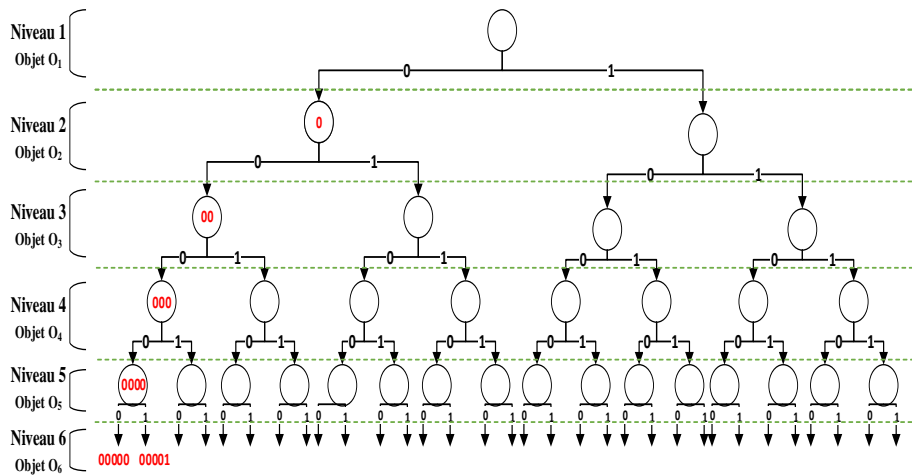 Niveau 1
Objet O1
0 1
Niveau 2
Objet O2
0
0 1 0 1
Niveau 3
Objet O3
00
0 1 0 1 0 1 0 1
Niveau 4
Objet O4
000
0 1 0 1 0 1 0 1 0 1 0 1 0 1 0 1
Niveau 5
Objet O5
0000
0 1 0 1 0 1 0 1 0 1 0 1 0 1 0 1 0 1 0 1 0 1 0 1 0 1 0 1 0 1 0 1
Niveau 6
Objet O6
00000 00001